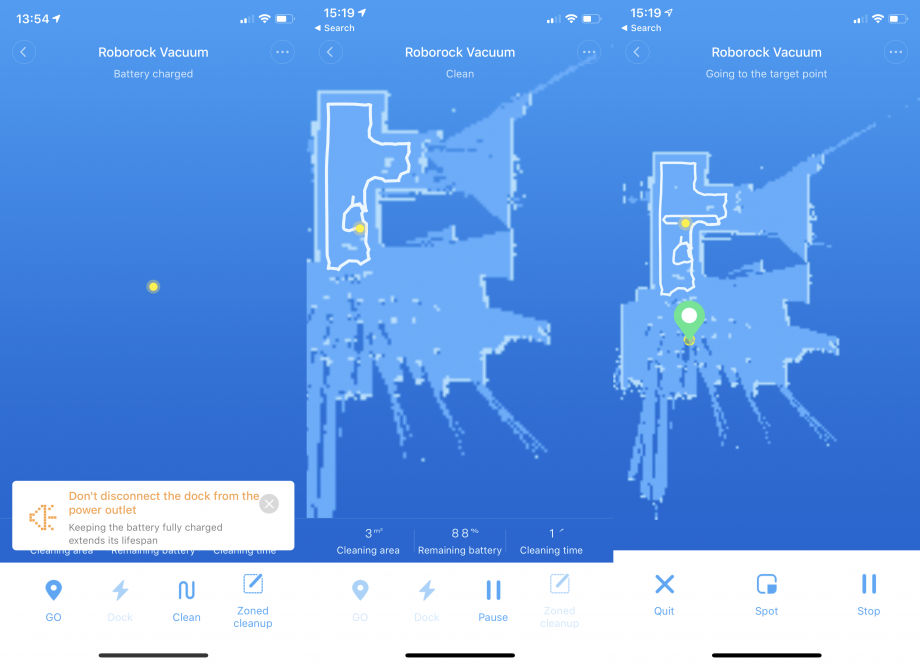 13:54
Roborock Vacuum
Battery charged
Don't disconnect the dock from the
power outlet
Keeping the battery fully charged
extends its lifespan
Cleaning area
Remaining battery
Cleaning time
GO
Dock
Clean
Zoned
cleanup
15:19
◀ Search
Roborock Vacuum
Clean
3 m²
88 %
1 ′
Cleaning area
Remaining battery
Cleaning time
GO
Dock
Pause
Zoned
cleanup
15:19
◀ Search
Roborock Vacuum
Going to the target point
Quit
Spot
Stop